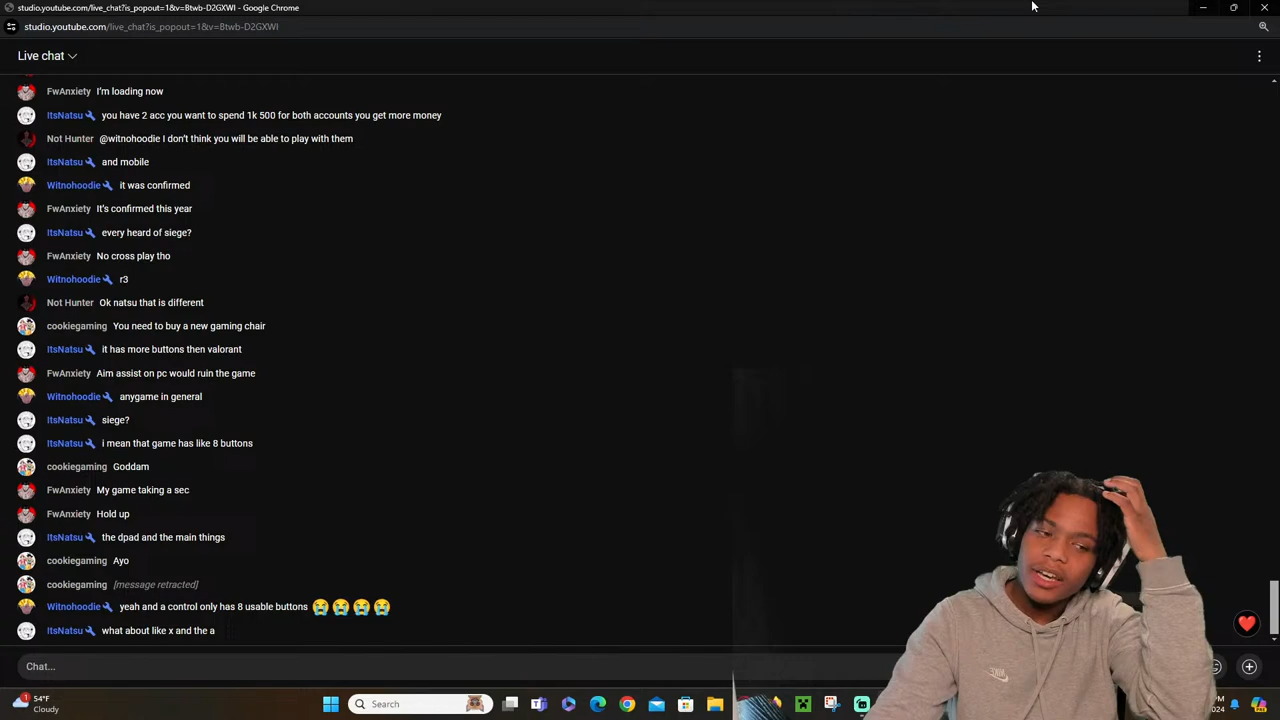 studio.youtube.com/live_chat?is_popout=1&v=Btwb-D2GXWI - Google Chrome
studio.youtube.com/live_chat?is_popout=1&v=Btwb-D2GXWI
Live chat
FwAnxiety I'm loading now
ItsNatsu you have 2 acc you want to spend 1k 500 for both accounts you get more money
Not Hunter @witnohoodie I don't think you will be able to play with them
ItsNatsu and mobile
Witnohoodie it was confirmed
FwAnxiety It's confirmed this year
ItsNatsu every heard of siege?
FwAnxiety No cross play tho
Witnohoodie r3
Not Hunter Ok natsu that is different
cookiegaming You need to buy a new gaming chair
ItsNatsu it has more buttons then valorant
FwAnxiety Aim assist on pc would ruin the game
Witnohoodie anygame in general
ItsNatsu siege?
ItsNatsu i mean that game has like 8 buttons
cookiegaming Goddam
FwAnxiety My game taking a sec
FwAnxiety Hold up
ItsNatsu the dpad and the main things
cookiegaming Ayo
cookiegaming [message retracted]
Witnohoodie yeah and a control only has 8 usable buttons 😭😭😭😭
ItsNatsu what about like x and the a
Chat...
1
54°F
Cloudy
Search